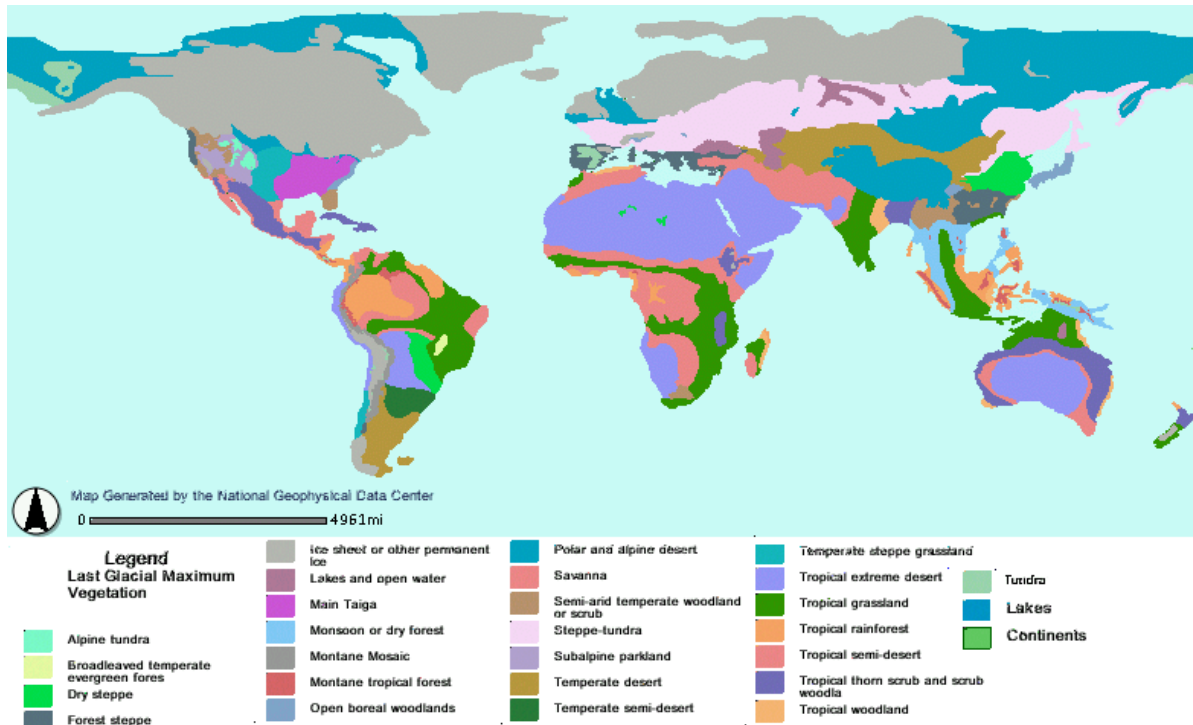 Map Generated by the National Geophysical Data Center
0
4961mi
Legend
Last Glacial Maximum
Vegetation
Alpine tundra
Broadleaved temperate
evergreen fores
Dry steppe
Forest steppe
Ice sheet or other permanent
Ice
Lakes and open water
Main Taiga
Monsoon or dry forest
Montane Mosaic
Montane tropical forest
Open boreal woodlands
Polar and alpine desert
Savanna
Semi-arid temperate woodland
or scrub
Steppe-tundra
Subalpine parkland
Temperate desert
Temperate semi-desert
Temperate steppe grassland
Tropical extreme desert
Tropical grassland
Tropical rainforest
Tropical semi-desert
Tropical thorn scrub and scrub
woodla
Tropical woodland
Tundra
Lakes
Continents